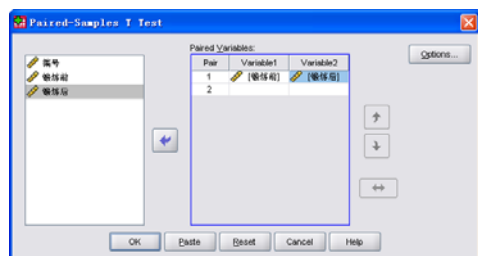 Paired-Samples T Test
Paired Variables:
Options...
Pair Variable1 Variable2
1 [锻炼前] [锻炼后]
2
编号
锻炼前
锻炼后
OK Paste Reset Cancel Help